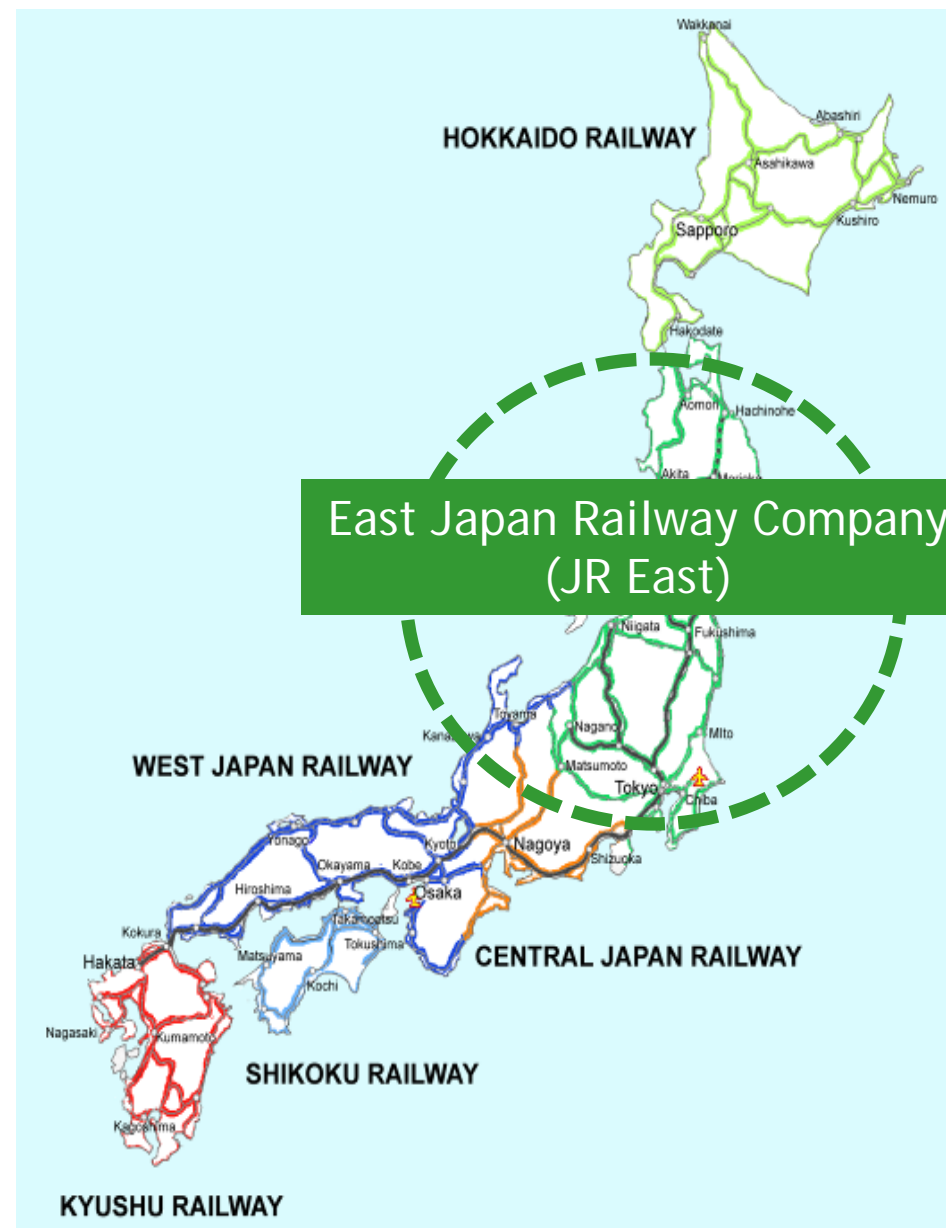 Wakkanai
Abashiri
HOKKAIDO RAILWAY
Asahikawa
Nemuro
Kushiro
Sapporo
Hakodate
Aomori
Hachinohe
Akita
East Japan Railway Company
(JR East)
Niigata
Fukushima
Toyama
Nagano
Mito
WEST JAPAN RAILWAY
Matsumoto
Tokyo
Chiba
Yonago
Kyoto
Nagoya
Shizuoka
Okayama
Kobe
Hiroshima
Osaka
Kokura
Takamoatsu
Tokushima
Hakata
Matsuyama
CENTRAL JAPAN RAILWAY
Kochi
Nagasaki
Kumamoto
SHIKOKU RAILWAY
Kagoshima
KYUSHU RAILWAY